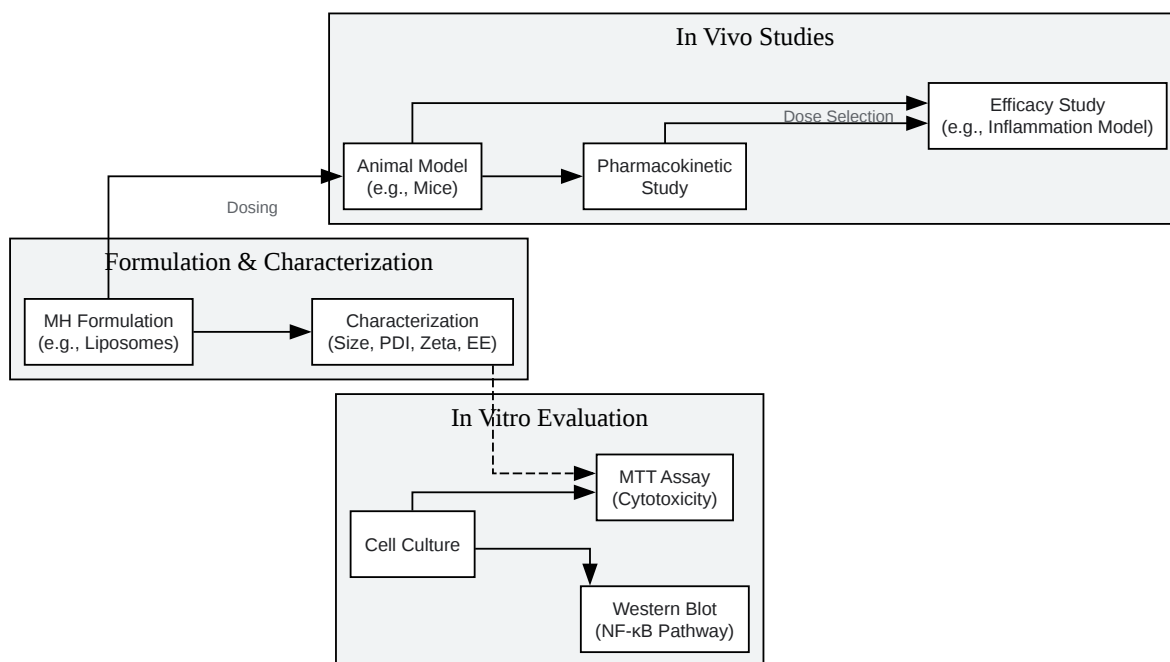 In Vivo Studies
Efficacy Study
(e.g., Inflammation Model)
Dose Selection
Animal Model
(e.g., Mice)
Pharmacokinetic
Study
Dosing
Formulation & Characterization
MH Formulation
(e.g., Liposomes)
Characterization
(Size, PDI, Zeta, EE)
In Vitro Evaluation
MTT Assay
(Cytotoxicity)
Cell Culture
Western Blot
(NF-κB Pathway)